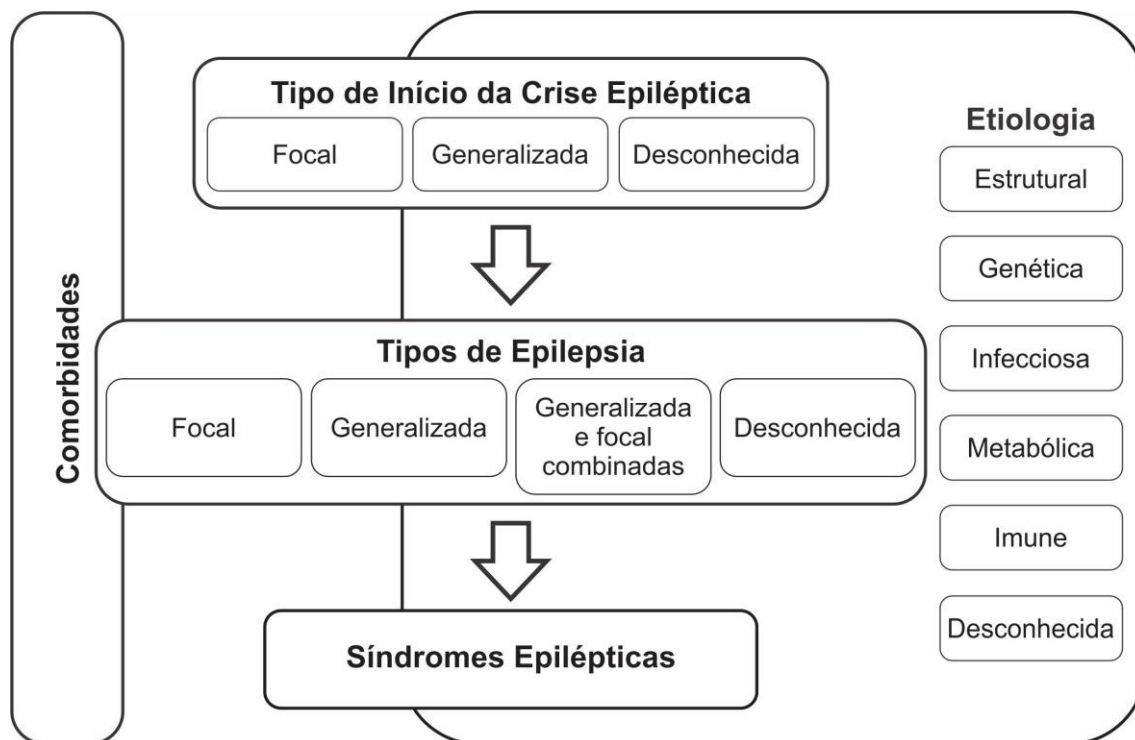 Comorbidades
Tipo de Início da Crise Epiléptica
Focal
Generalizada
Desconhecida
Tipos de Epilepsia
Focal
Generalizada
Generalizada
e focal
combinadas
Desconhecida
Síndromes Epilépticas
Etiologia
Estrutural
Genética
Infecciosa
Metabólica
Imune
Desconhecida